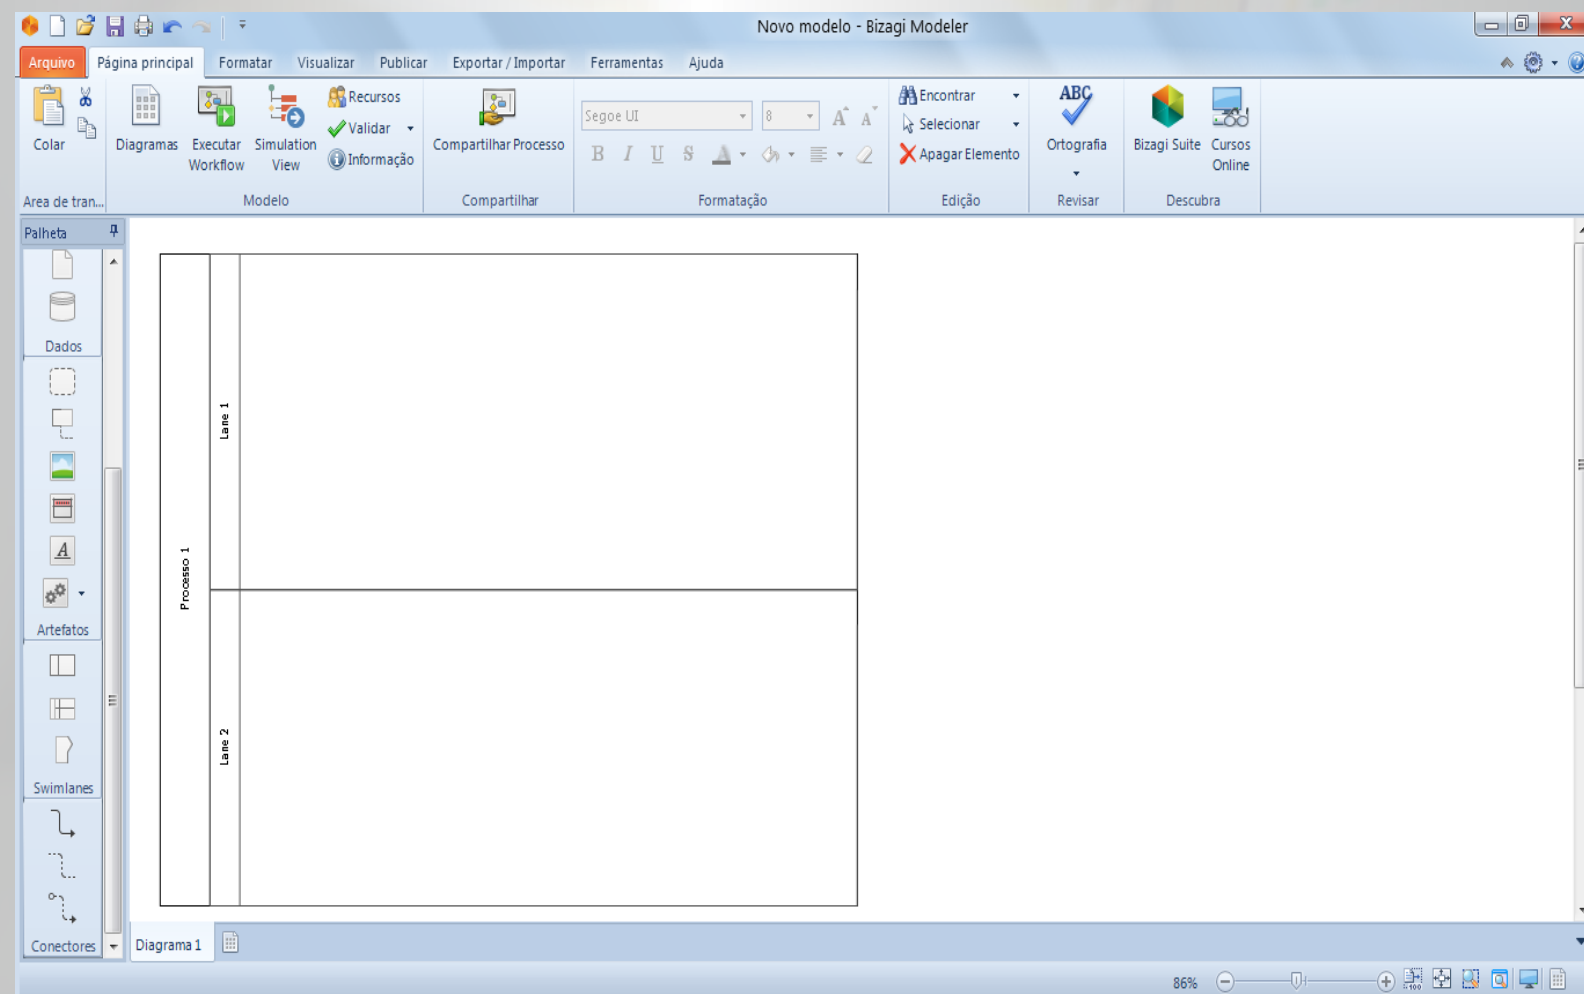 Novo modelo - Bizagi Modeler
Arquivo Página principal Formatar Visualizar Publicar Exportar / Importar Ferramentas Ajuda
Colar
Area de tran...
Diagramas
Executar Workflow
Simulation View
Recursos
Validar
Informação
Modelo
Compartilhar Processo
Compartilhar
Segoe UI 8 A A
B I U S A
Formatação
Encontrar
Selecionar
Apagar Elemento
Edição
ABC
Ortografia
Revisar
Bizagi Suite
Cursos Online
Descubra
Palheta
Dados
A
Artefatos
Swimlanes
Conectores
Processo 1
Lane 1
Lane 2
Diagrama 1
86%
100